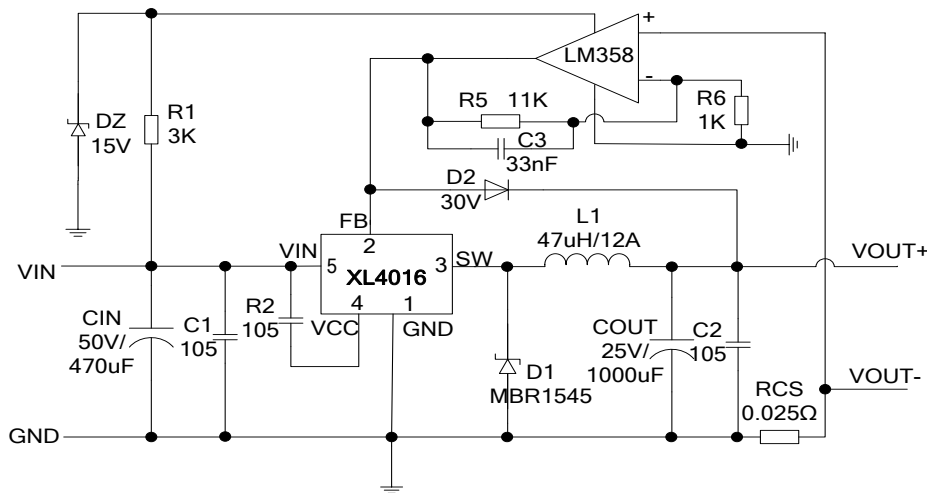 +
LM358
-
R5 11K
R6
1K
C3
33nF
DZ
15V
R1
3K
D2
30V
FB
2
L1
47uH/12A
VIN
5
XL4016
3
SW
VOUT+
VIN
4
1
VCC
GND
CIN
50V/
470uF
C1
105
R2
105
COUT
25V/
1000uF
C2
105
D1
MBR1545
VOUT-
RCS
0.025Ω
GND